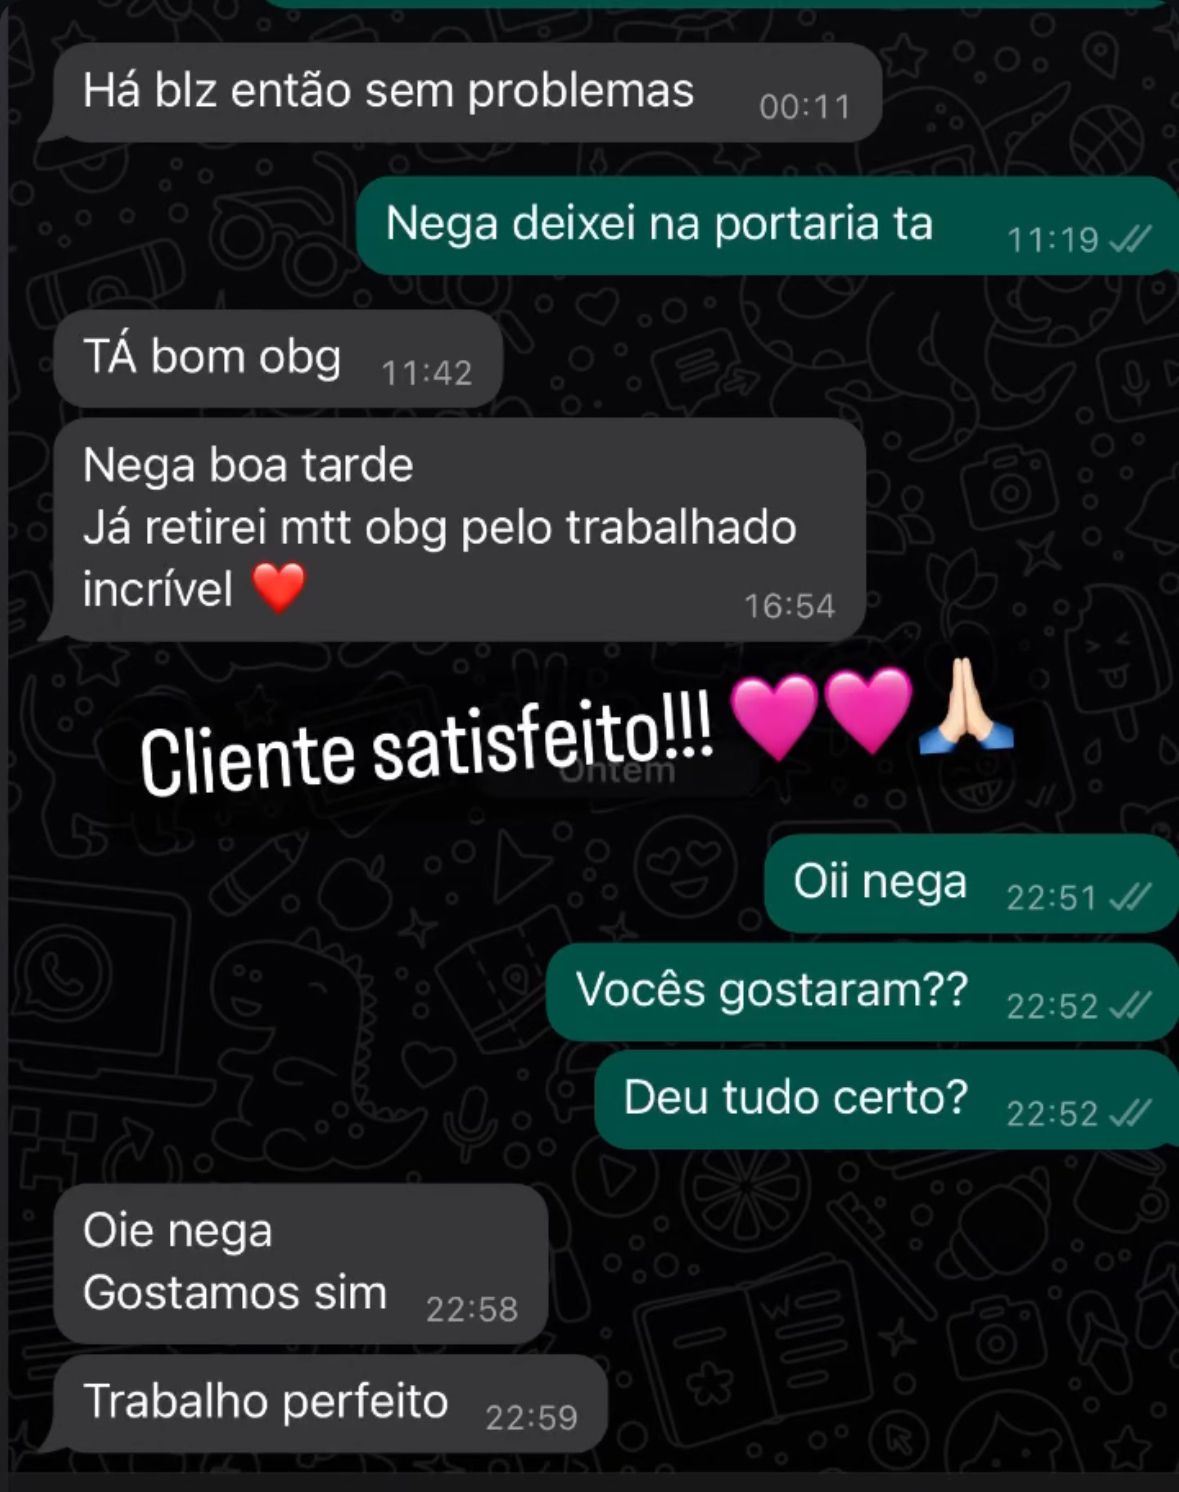 Há blz então sem problemas 00:11
Nega deixei na portaria ta 11:19
TÁ bom obg 11:42
Nega boa tarde
Já retirei mtt obg pelo trabalhado
incrível ❤️ 16:54
Cliente satisfeito!!! 🩷🩷🙏🏻
Ontem
Oii nega 22:51
Vocês gostaram?? 22:52
Deu tudo certo? 22:52
Oie nega
Gostamos sim 22:58
Trabalho perfeito 22:59